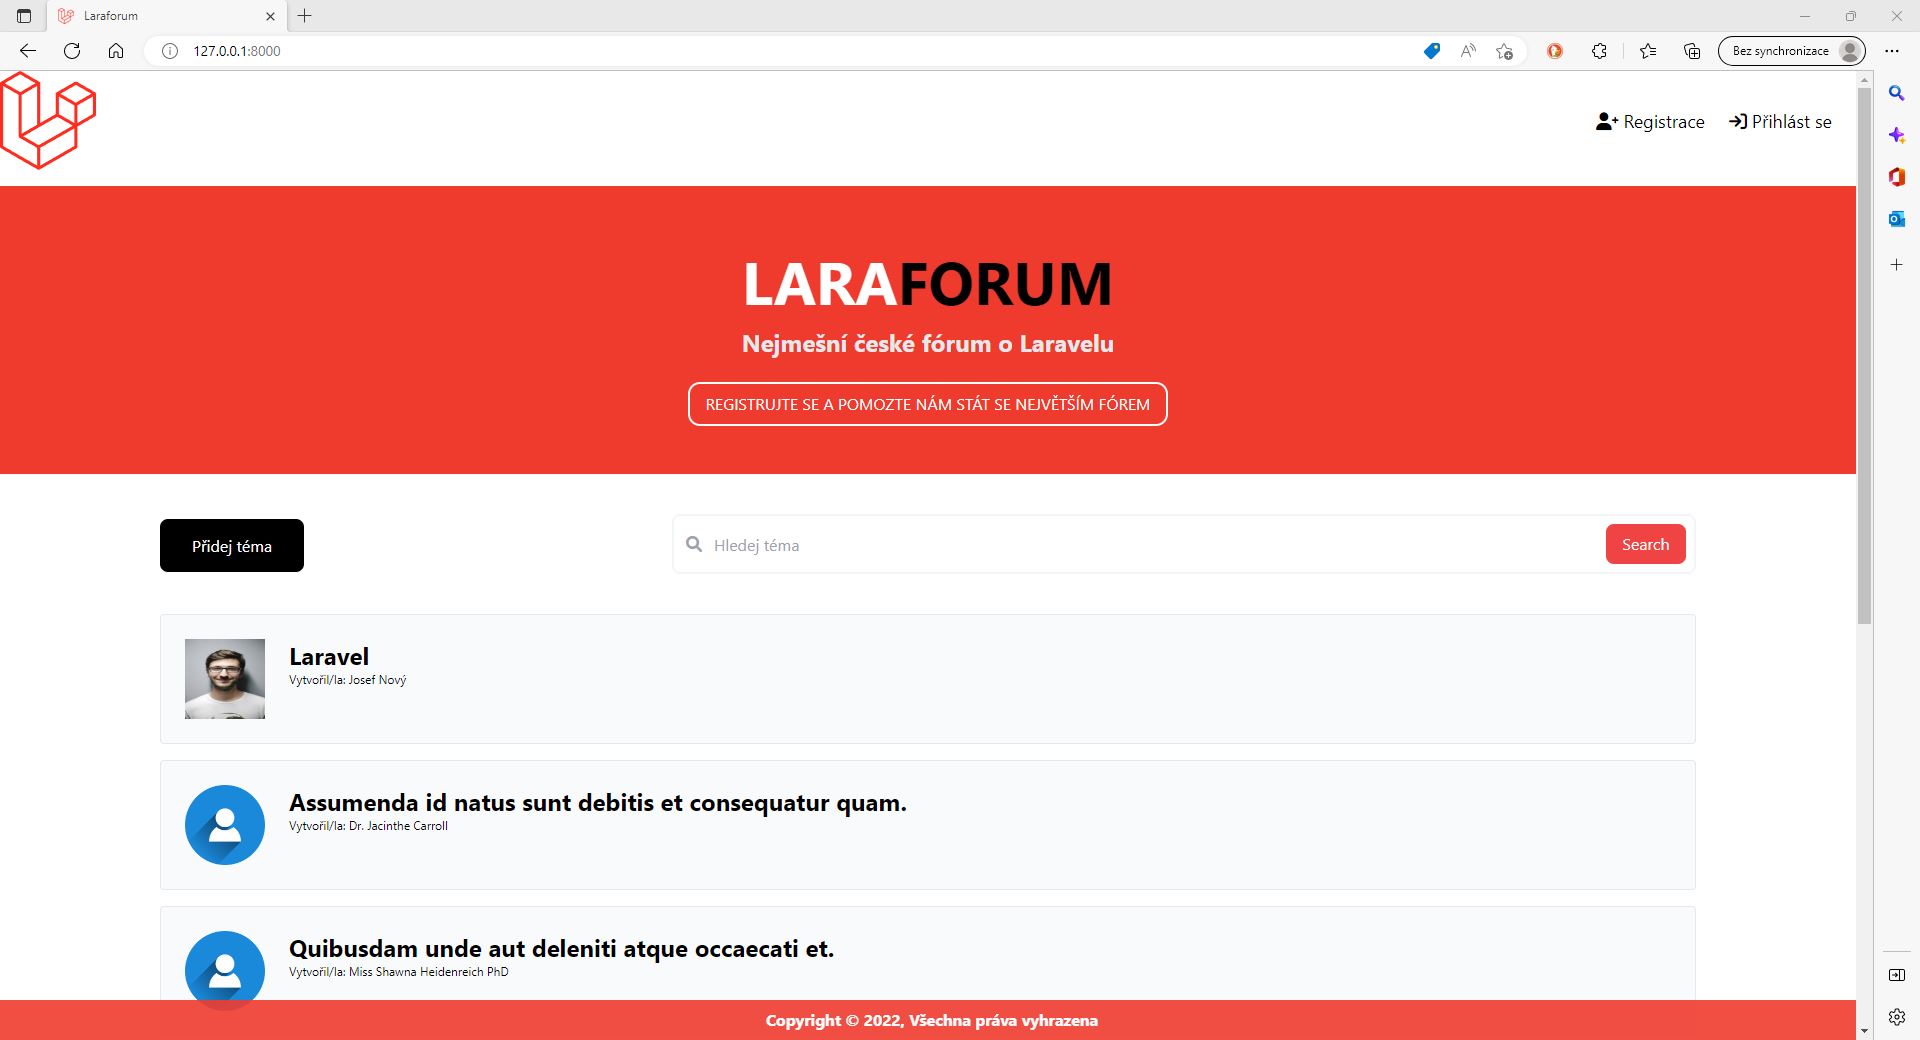 Laraforum
127.0.0.1:8000
Bez synchronizace
Registrace
Přihlást se
LARAFORUM
Nejmešní české fórum o Laravelu
REGISTRUJTE SE A POMOZTE NÁM STÁT SE NEJVĚTŠÍM FÓREM
Přidej téma
Hledej téma
Search
Laravel
Vytvořil/la: Josef Nový
Assumenda id natus sunt debitis et consequatur quam.
Vytvořil/la: Dr. Jacinthe Carroll
Quibusdam unde aut deleniti atque occaecati et.
Vytvořil/la: Miss Shawna Heidenreich PhD
Copyright © 2022, Všechna práva vyhrazena